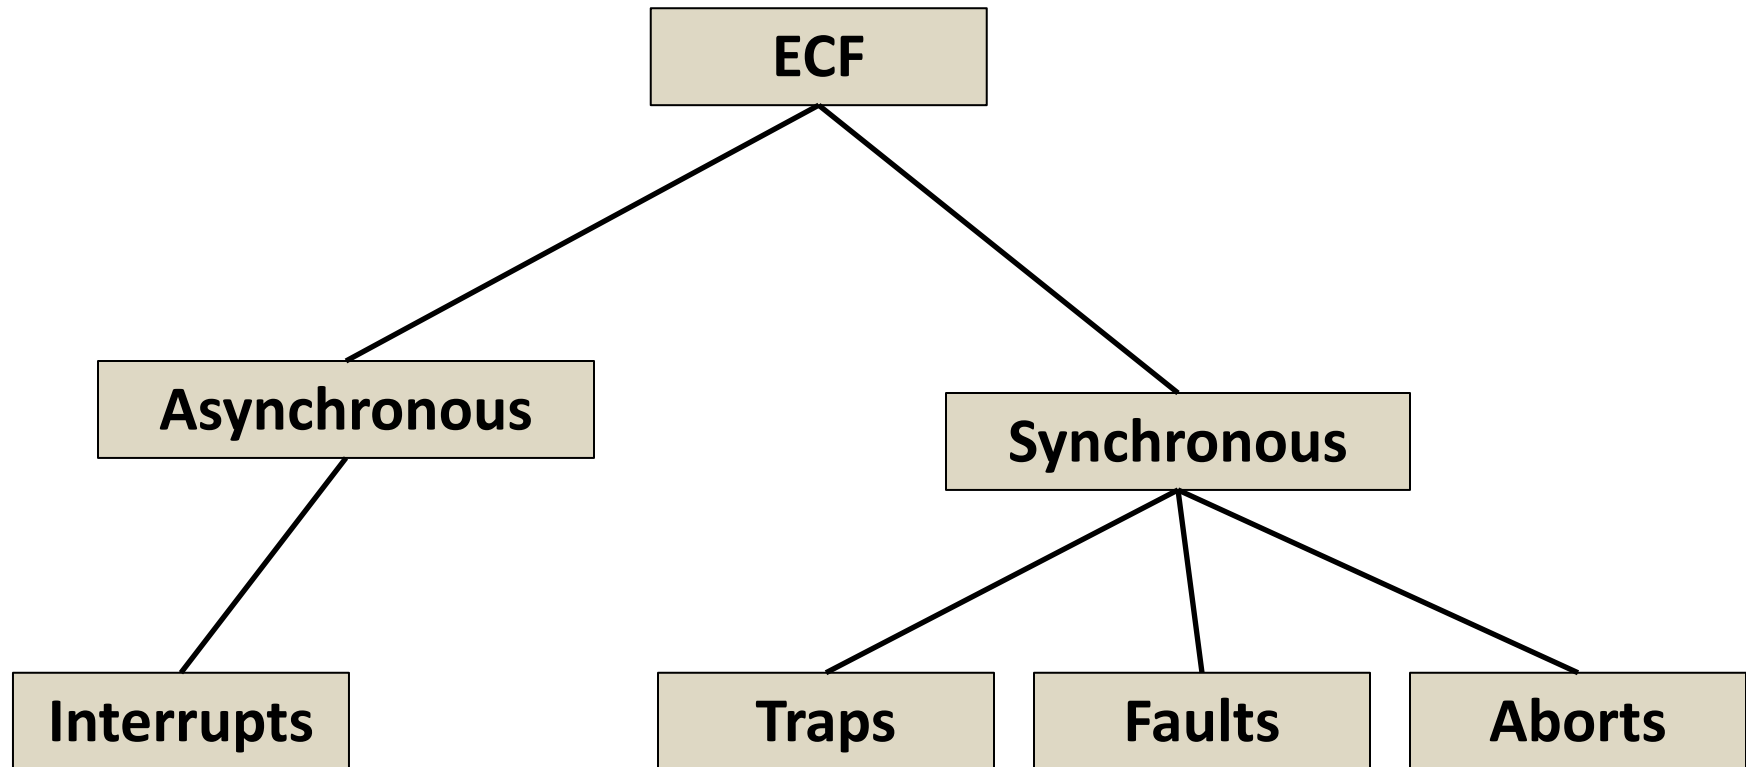 ECF
Asynchronous
Synchronous
Interrupts
Traps
Faults
Aborts